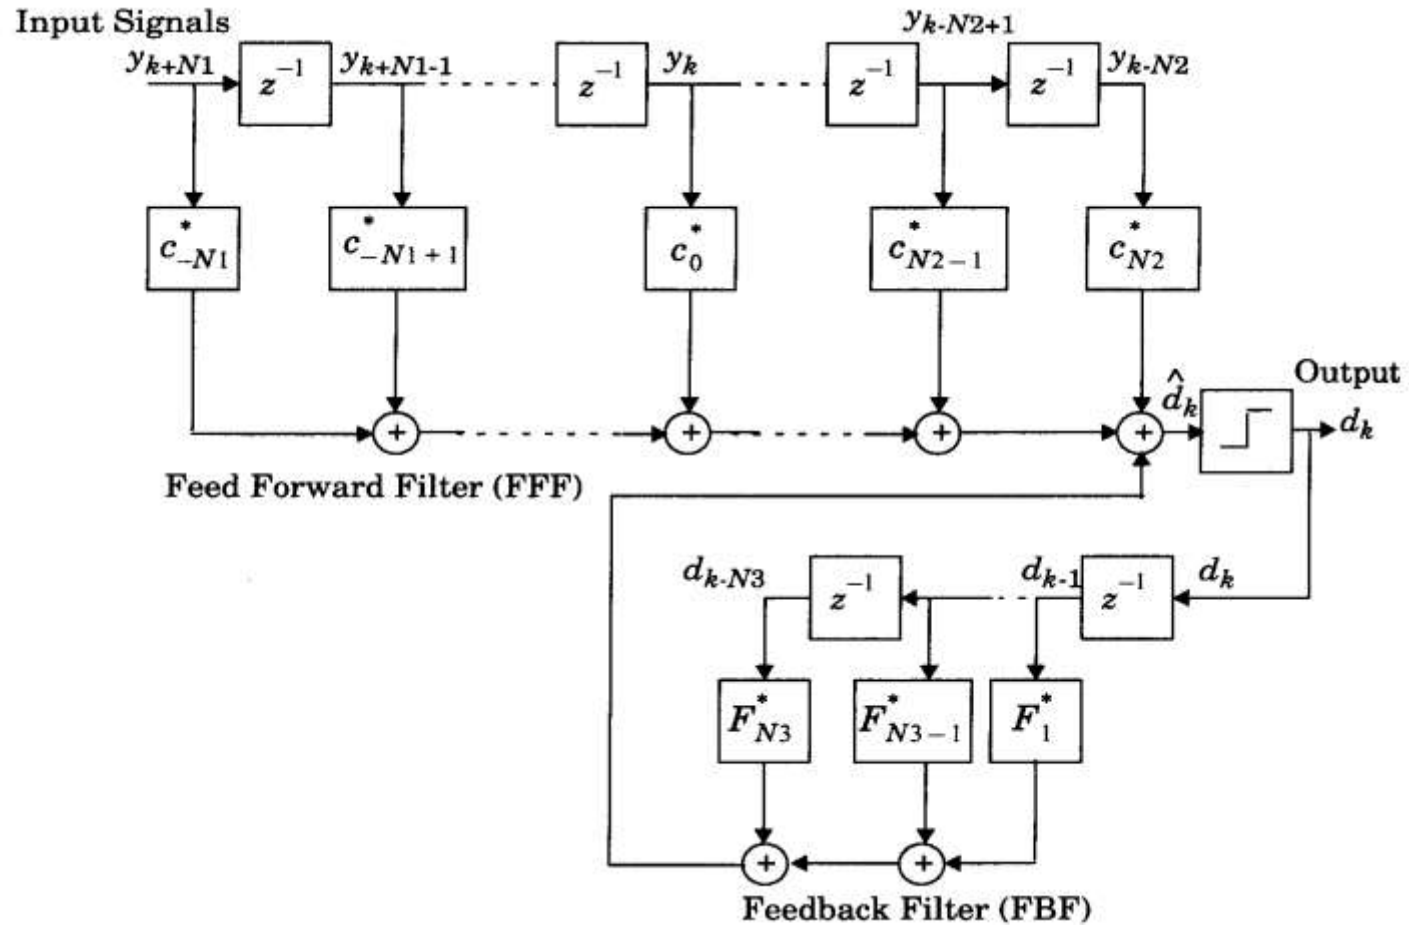 Input Signals
y_{k+N1}
z^{-1}
y_{k+N1-1}
z^{-1}
y_k
z^{-1}
y_{k-N2+1}
z^{-1}
y_{k-N2}
c^*_{-N1}
c^*_{-N1+1}
c^*_0
c^*_{N2-1}
c^*_{N2}
+
+
+
+
\hat{d}_k
Output
d_k
Feed Forward Filter (FFF)
d_{k-N3}
z^{-1}
d_{k-1}
z^{-1}
d_k
F^*_{N3}
F^*_{N3-1}
F^*_1
+
+
Feedback Filter (FBF)